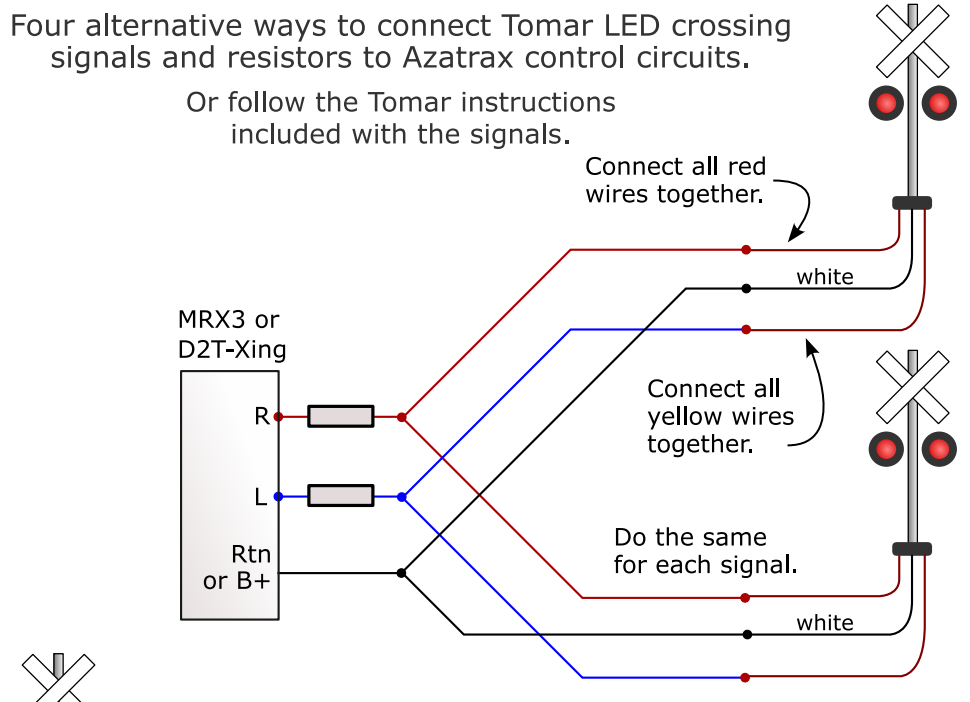 Four alternative ways to connect Tomar LED crossing
signals and resistors to Azatrax control circuits.
Or follow the Tomar instructions
included with the signals.
Connect all red
wires together.
white
MRX3 or
D2T-Xing
R
L
Rtn
or B+
Connect all
yellow wires
together.
Do the same
for each signal.
white